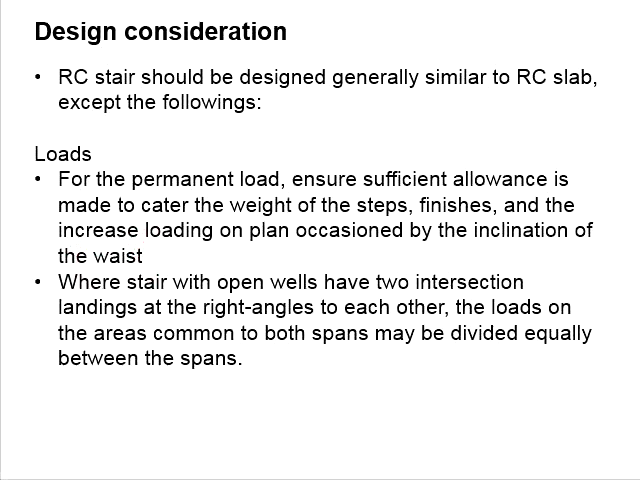 Design consideration
• RC stair should be designed generally similar to RC slab,
except the followings:
Loads
• For the permanent load, ensure sufficient allowance is
made to cater the weight of the steps, finishes, and the
increase loading on plan occasioned by the inclination of
the waist
• Where stair with open wells have two intersection
landings at the right-angles to each other, the loads on
the areas common to both spans may be divided equally
between the spans.